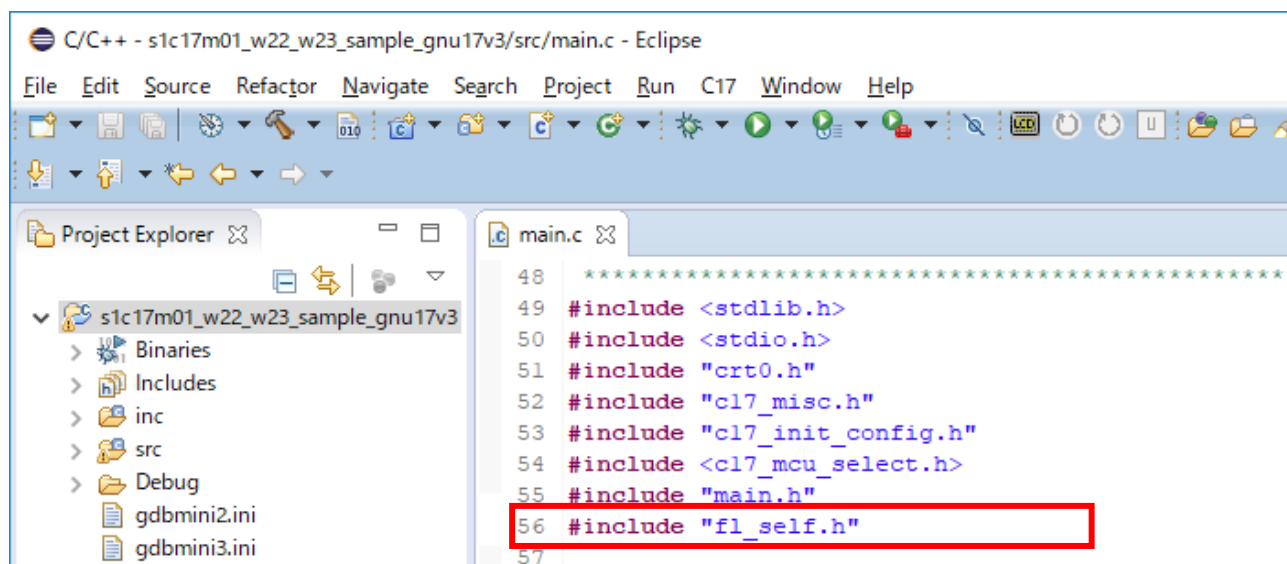 C/C++ - s1c17m01_w22_w23_sample_gnu17v3/src/main.c - Eclipse
File Edit Source Refactor Navigate Search Project Run C17 Window Help
010
LCD
U
Project Explorer
main.c
s1c17m01_w22_w23_sample_gnu17v3
Binaries
Includes
inc
src
Debug
gdbmini2.ini
gdbmini3.ini
48 *************************************************
49 #include <stdlib.h>
50 #include <stdio.h>
51 #include "crt0.h"
52 #include "c17_misc.h"
53 #include "c17_init_config.h"
54 #include <c17_mcu_select.h>
55 #include "main.h"
56 #include "fl_self.h"
57